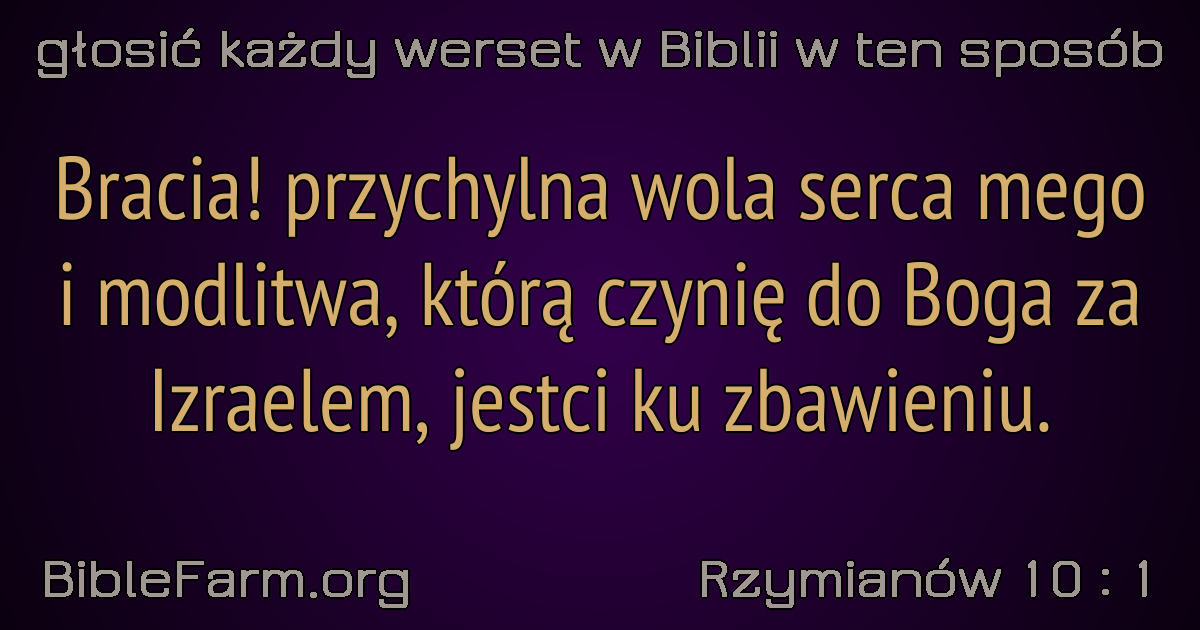 głosić każdy werset w Biblii w ten sposób
Bracia! przychylna wola serca mego
i modlitwa, którą czynię do Boga za
Izraelem, jestci ku zbawieniu.
BibleFarm.org
Rzymianów 10 : 1